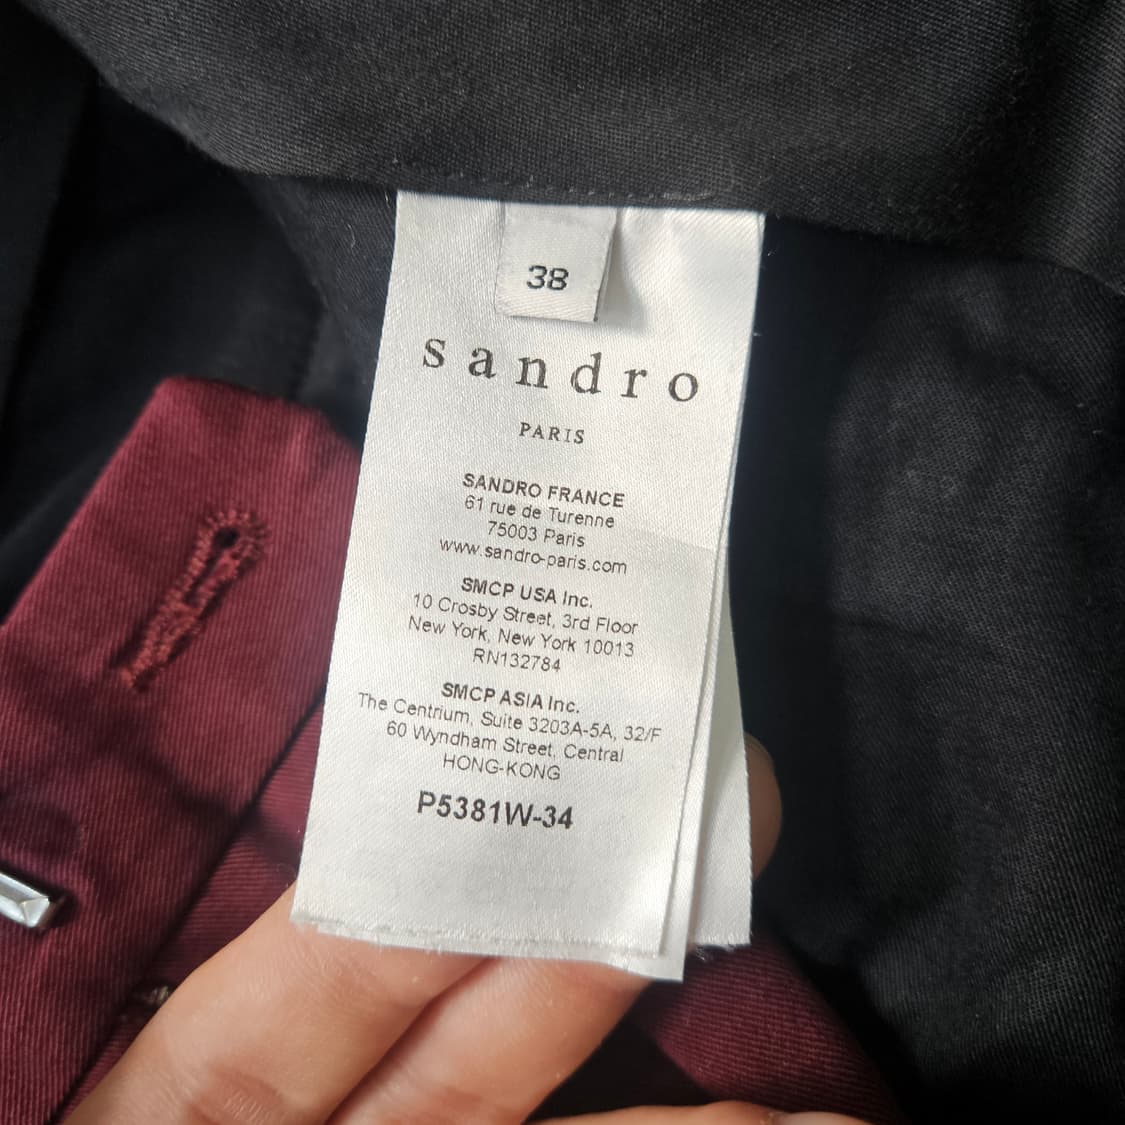 38
sandro
PARIS
SANDRO FRANCE
61 rue de Turenne
75003 Paris
www.sandro-paris.com
SMCP USA Inc.
10 Crosby Street, 3rd Floor
New York, New York 10013
RN132784
SMCP ASIA Inc.
The Centrium, Suite 3203A-5A, 32/F
60 Wyndham Street, Central
HONG-KONG
P5381W-34